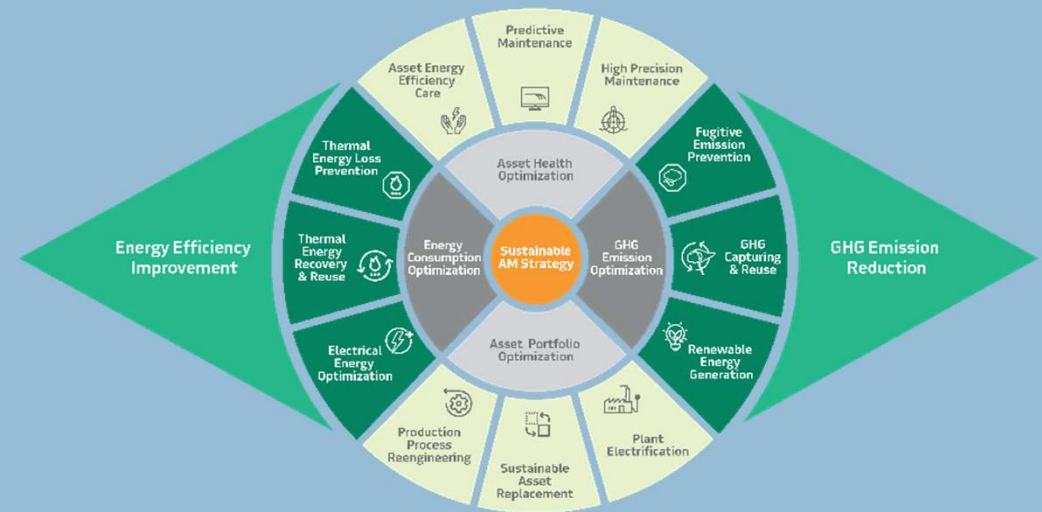 Predictive
Maintenance
Asset Energy
Efficiency
Care
High Precision
Maintenance
Thermal
Energy Loss
Prevention
Fugitive
Emission
Prevention
Asset Health
Optimization
Energy Efficiency
Improvement
Thermal
Energy
Recovery
& Reuse
Energy
Consumption
Optimization
Sustainable
AM Strategy
GHG
Emission
Optimization
GHG
Capturing
& Reuse
GHG Emission
Reduction
Electrical
Energy
Optimization
Asset Portfolio
Optimization
Renewable
Energy
Generation
Production
Process
Reengineering
Sustainable
Asset
Replacement
Plant
Electrification